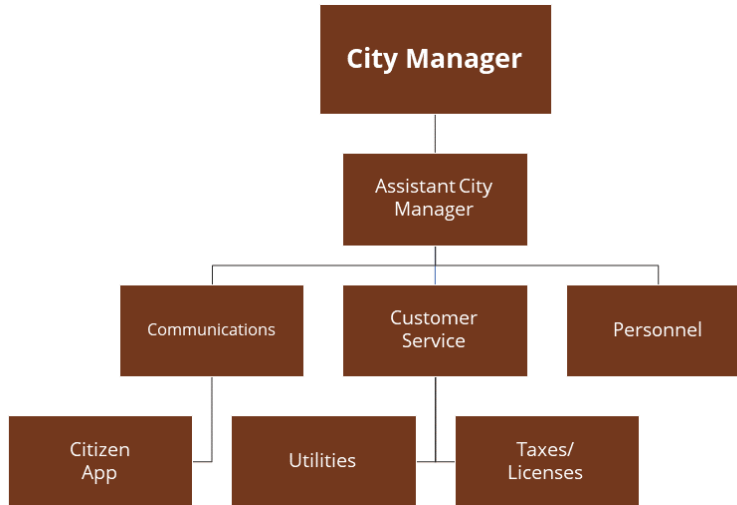 City Manager
Assistant City
Manager
Communications
Customer
Service
Personnel
Citizen
App
Utilities
Taxes/
Licenses